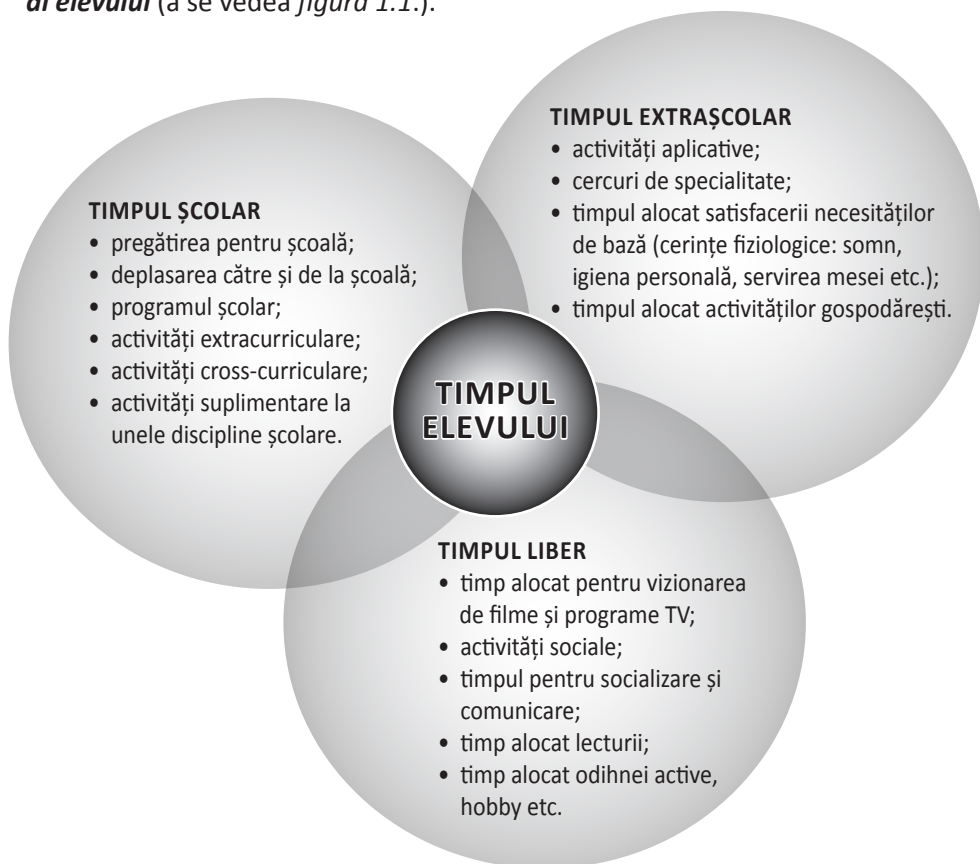 al elevului (a se vedea figura 1.1.).
TIMPUL ȘCOLAR
• pregătirea pentru școală;
• deplasarea către și de la școală;
• programul școlar;
• activități extracurriculare;
• activități cross-curriculare;
• activități suplimentare la
unele discipline școlare.
TIMPUL EXTRAȘCOLAR
• activități aplicative;
• cercuri de specialitate;
• timpul alocat satisfacerii necesităților
de bază (cerințe fiziologice: somn,
igiena personală, servirea mesei etc.);
• timpul alocat activităților gospodărești.
TIMPUL
ELEVULUI
TIMPUL LIBER
• timp alocat pentru vizionarea
de filme și programe TV;
• activități sociale;
• timpul pentru socializare și
comunicare;
• timp alocat lecturii;
• timp alocat odihnei active,
hobby etc.